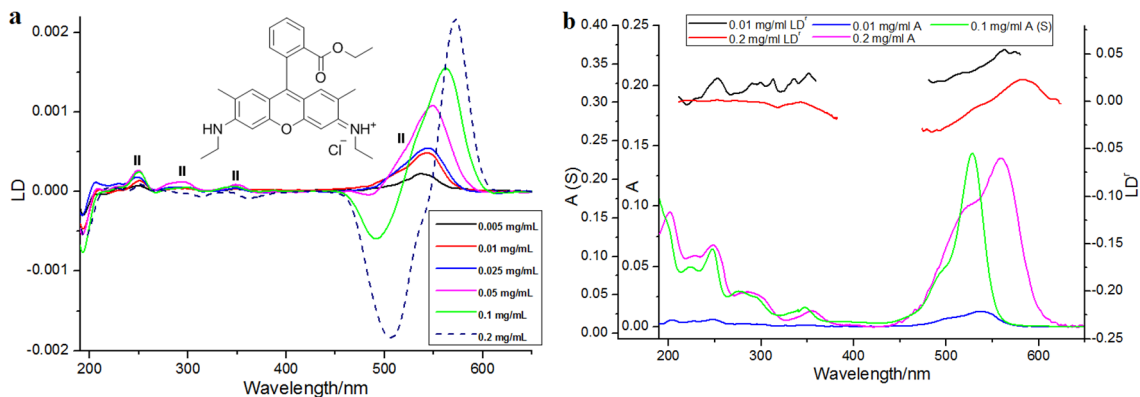 a
LD
0.002
0.001
0.000
-0.001
-0.002
200
300
400
500
600
Wavelength/nm
O
O
HN
O
NH⁺
Cl⁻
II
II
II
II
0.005 mg/mL
0.01 mg/mL
0.025 mg/mL
0.05 mg/mL
0.1 mg/mL
0.2 mg/mL
b
0.01 mg/ml LDʳ
0.01 mg/ml A
0.1 mg/ml A (S)
0.2 mg/ml LDʳ
0.2 mg/ml A
A (S)
0.40
0.35
0.30
0.25
0.20
0.15
0.10
0.05
0.00
A
0.20
0.15
0.10
0.05
0.00
LDʳ
0.05
0.00
-0.05
-0.10
-0.15
-0.20
-0.25
200
300
400
500
600
Wavelength/nm